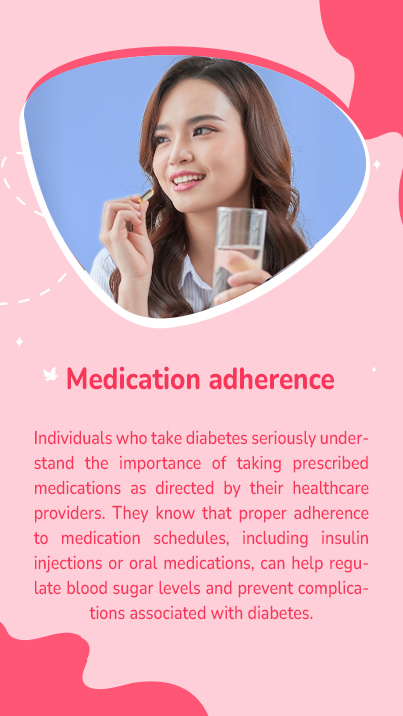 Medication adherence
Individuals who take diabetes seriously under-
stand the importance of taking prescribed
medications as directed by their healthcare
providers. They know that proper adherence
to medication schedules, including insulin
injections or oral medications, can help regu-
late blood sugar levels and prevent complica-
tions associated with diabetes.